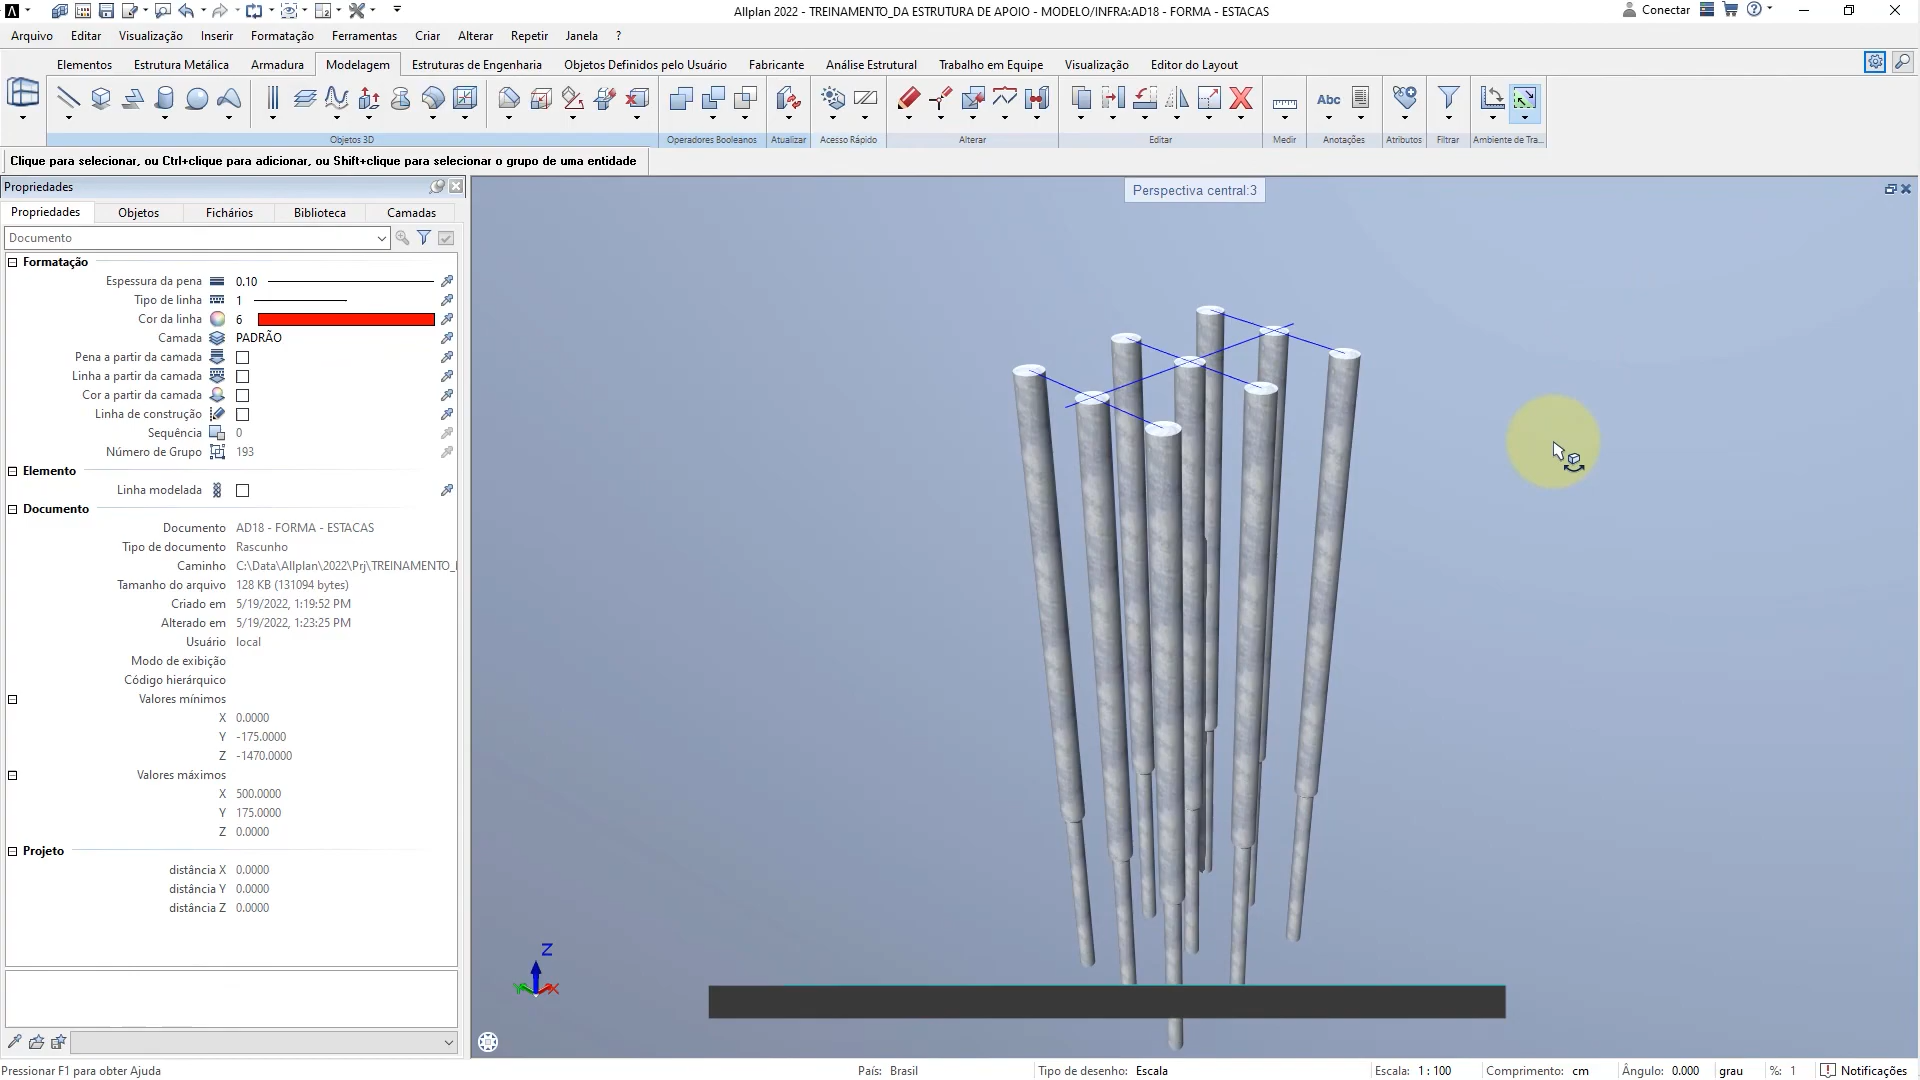 Allplan 2022 - TREINAMENTO_DA ESTRUTURA DE APOIO - MODELO/INFRA:AD18 - FORMA - ESTACAS
Conectar
Arquivo Editar Visualização Inserir Formatação Ferramentas Criar Alterar Repetir Janela ?
Elementos Estrutura Metálica Armadura Modelagem Estruturas de Engenharia Objetos Definidos pelo Usuário Fabricante Análise Estrutural Trabalho em Equipe Visualização Editor do Layout
Abc
Objetos 3D Operadores Booleanos Atualizar Acesso Rápido Alterar Editar Medir Anotações Atributos Filtrar Ambiente de Tra...
Clique para selecionar, ou Ctrl+clique para adicionar, ou Shift+clique para selecionar o grupo de uma entidade
Propriedades
Perspectiva central:3
Propriedades Objetos Fichários Biblioteca Camadas
Documento
Formatação
Espessura da pena 0.10
Tipo de linha 1
Cor da linha 6
Camada PADRÃO
Pena a partir da camada
Linha a partir da camada
Cor a partir da camada
Linha de construção
Sequência 0
Número de Grupo 193
Elemento
Linha modelada
Documento
Documento AD18 - FORMA - ESTACAS
Tipo de documento Rascunho
Caminho C:\Data\Allplan\2022\Prj\TREINAMENTO_
Tamanho do arquivo 128 KB (131094 bytes)
Criado em 5/19/2022, 1:19:52 PM
Alterado em 5/19/2022, 1:23:25 PM
Usuário local
Modo de exibição
Código hierárquico
Valores mínimos
X 0.0000
Y -175.0000
Z -1470.0000
Valores máximos
X 500.0000
Y 175.0000
Z 0.0000
Projeto
distância X 0.0000
distância Y 0.0000
distância Z 0.0000
Z
Y X
Pressionar F1 para obter Ajuda
País: Brasil Tipo de desenho: Escala Escala: 1 : 100 Comprimento: cm Ângulo: 0.000 grau %: 1 Notificações